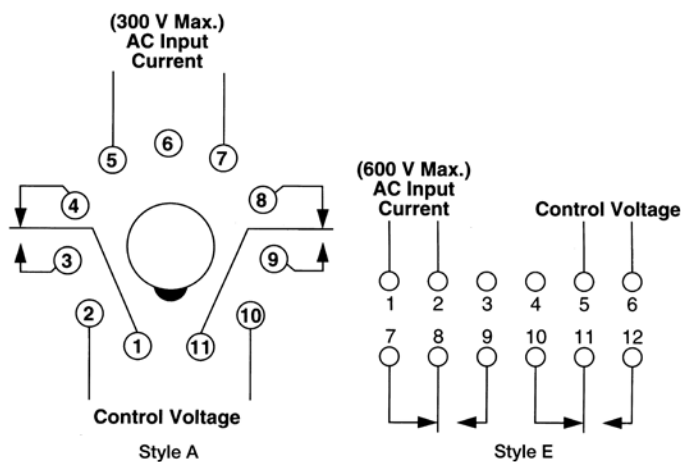 (300 V Max.)
AC Input
Current
5
6
7
4
8
3
9
2
10
1
11
Control Voltage
Style A
(600 V Max.)
AC Input
Current
Control Voltage
1 2 3 4 5 6
7 8 9 10 11 12
Style E